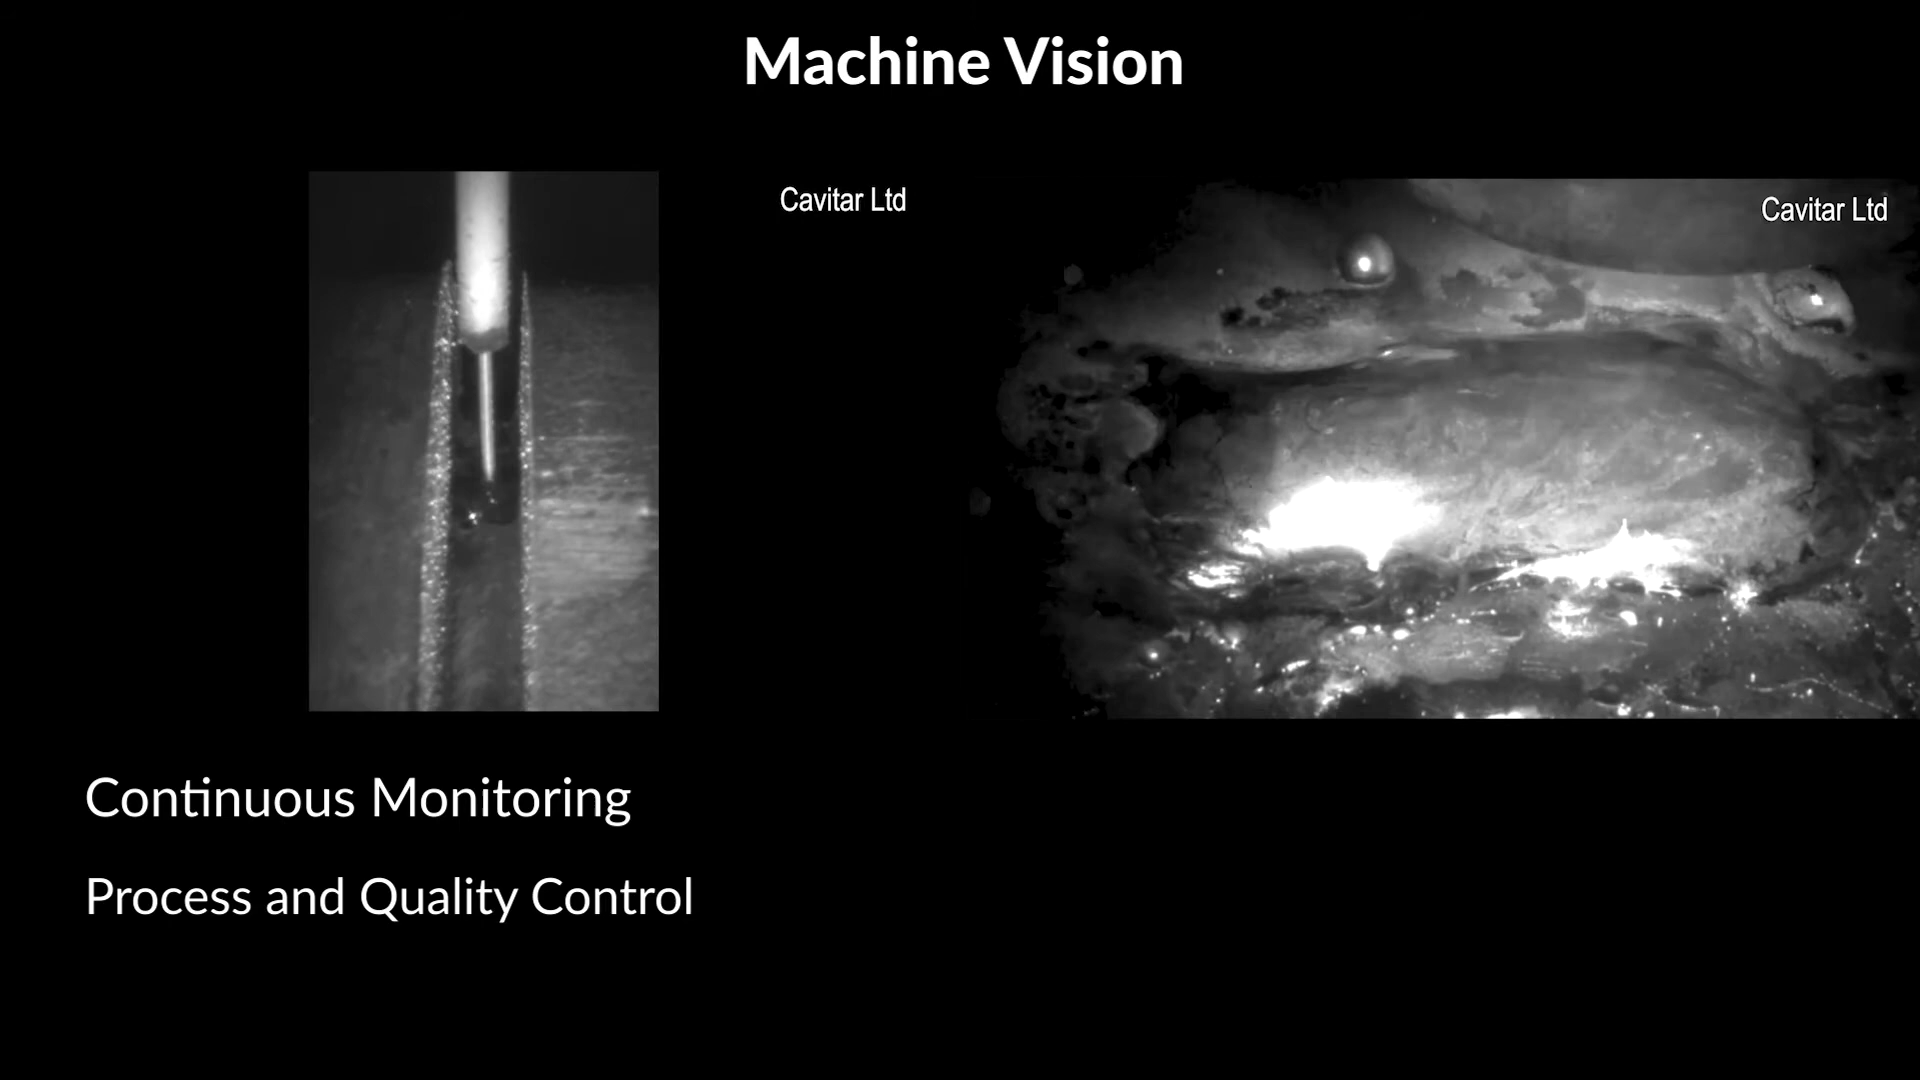 Machine Vision
Cavitar Ltd
Cavitar Ltd
Continuous Monitoring
Process and Quality Control